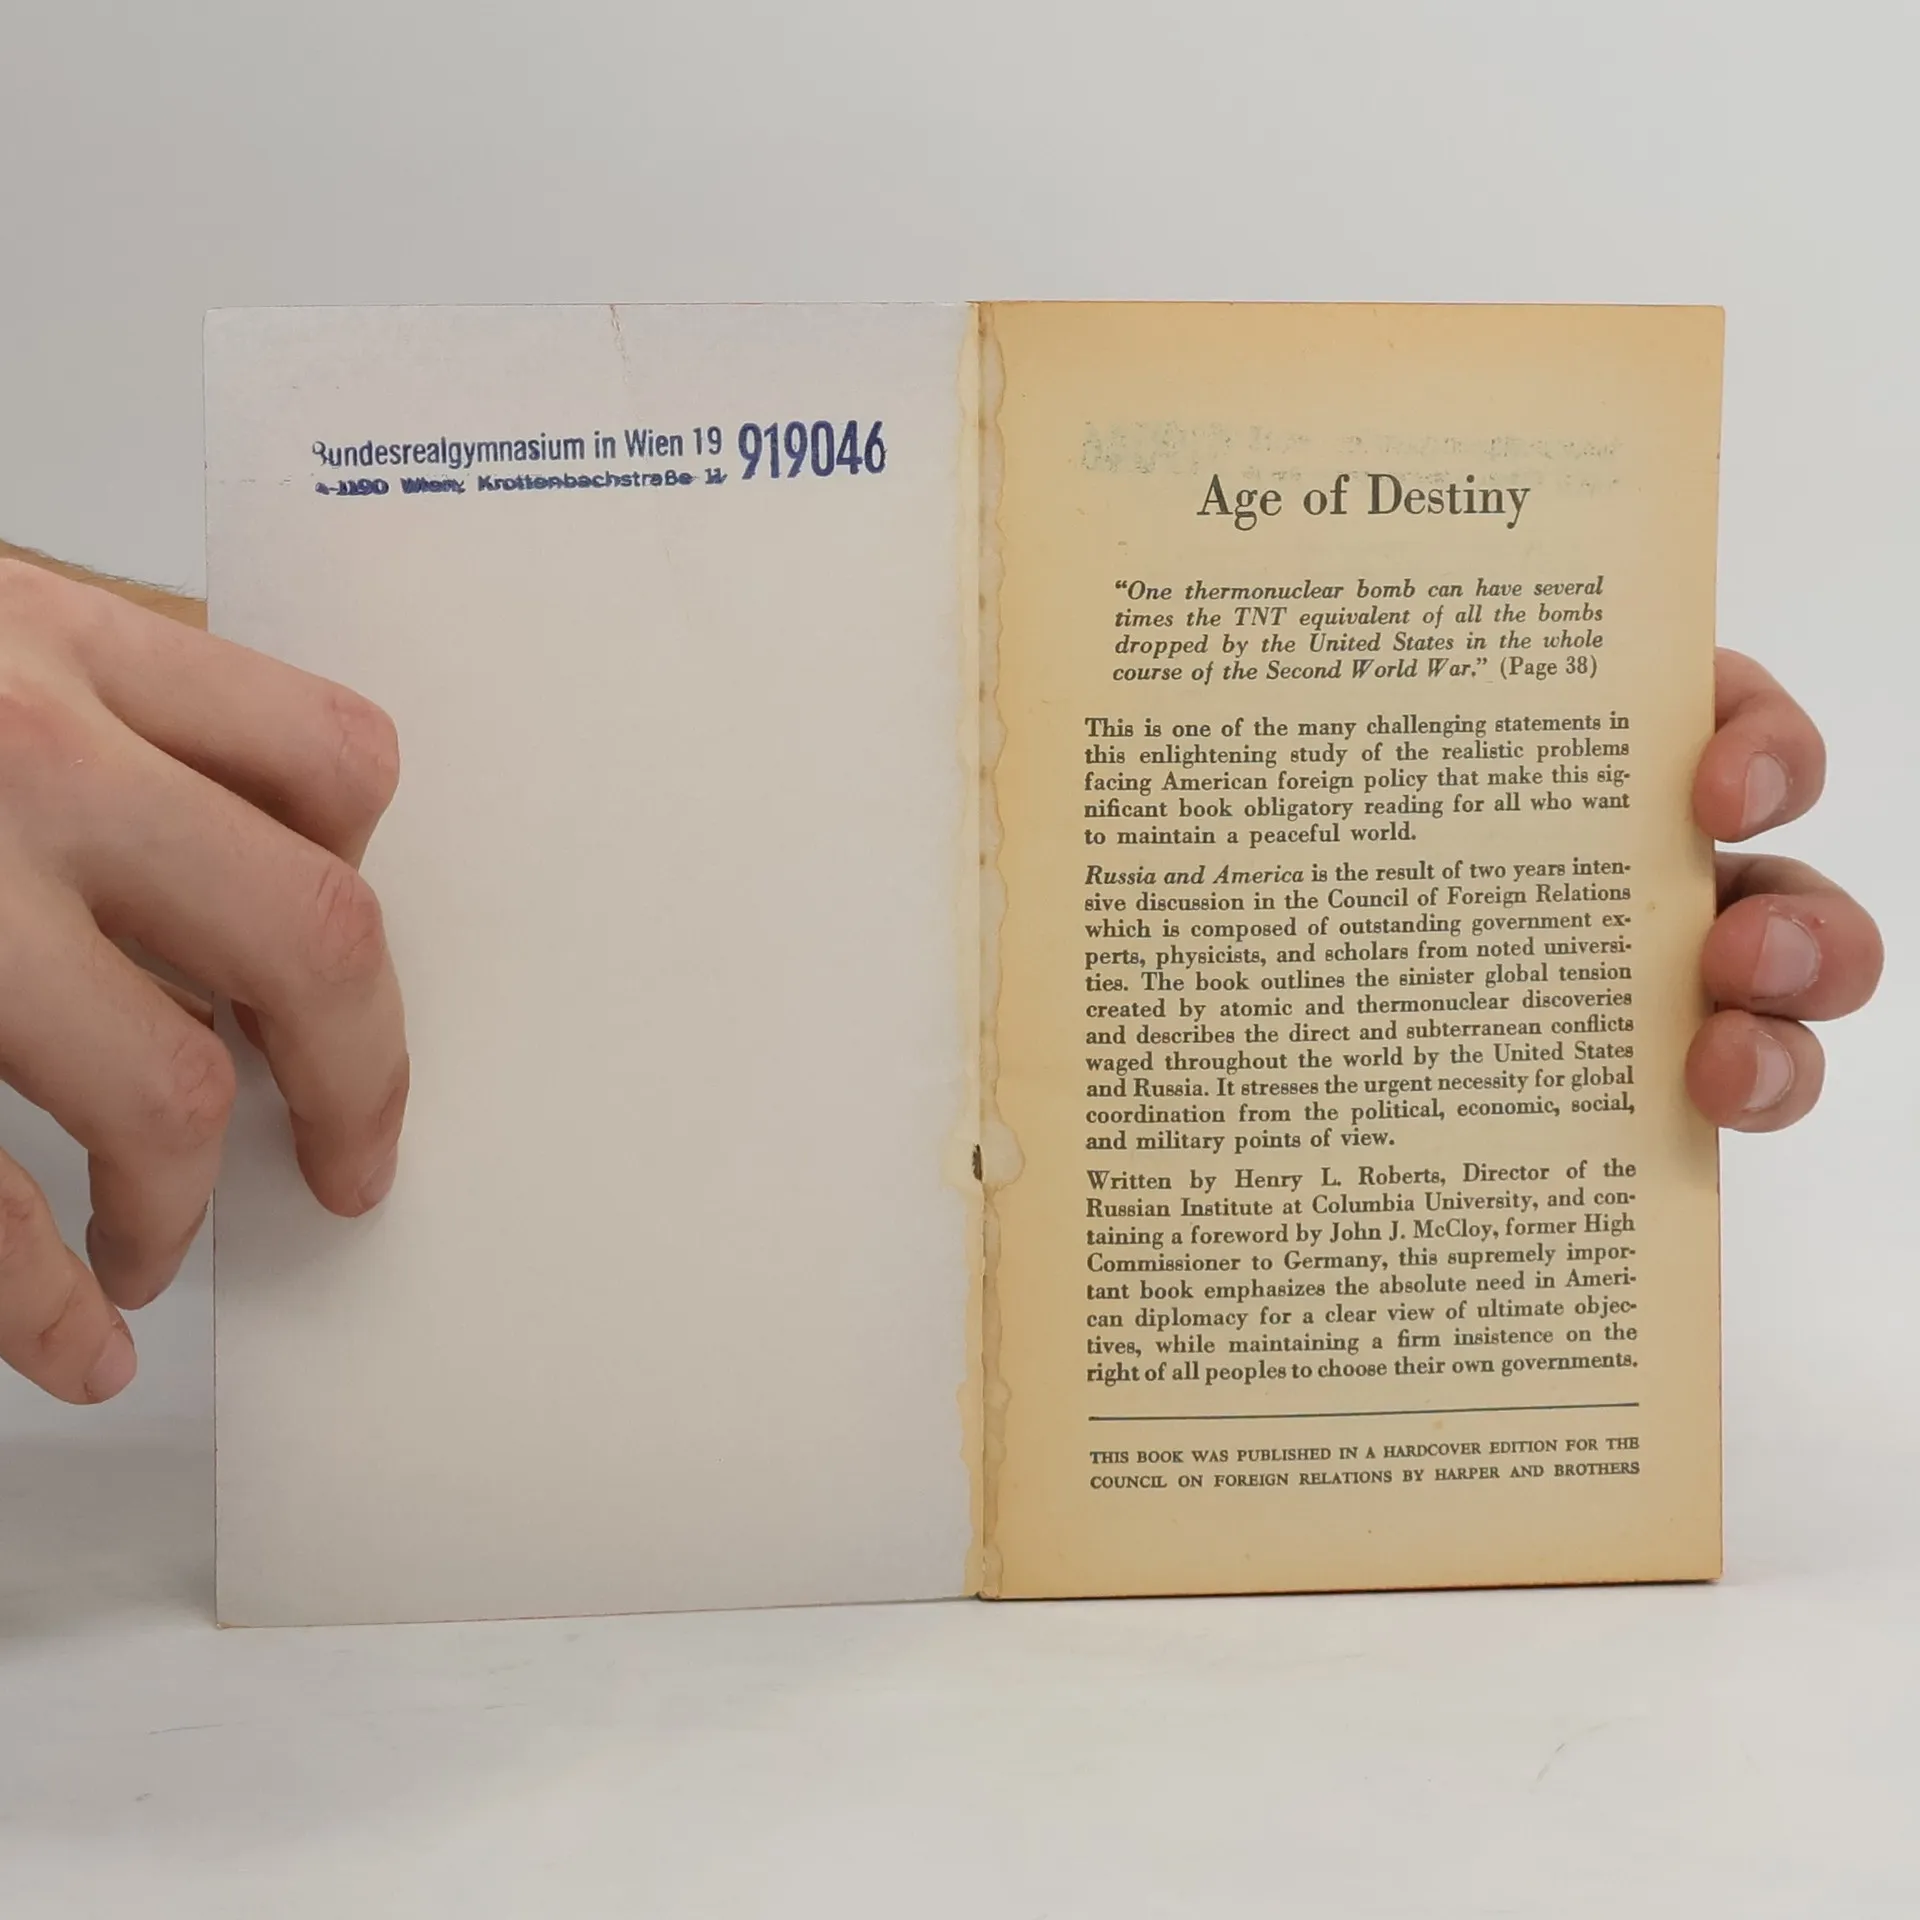 Bundesrealgymnasium in Wien 19 919046
A-1190 Wien, Krottenbachstraße 11
Age of Destiny
“One thermonuclear bomb can have several
times the TNT equivalent of all the bombs
dropped by the United States in the whole
course of the Second World War.” (Page 38)
This is one of the many challenging statements in
this enlightening study of the realistic problems
facing American foreign policy that make this sig-
nificant book obligatory reading for all who want
to maintain a peaceful world.
Russia and America is the result of two years inten-
sive discussion in the Council of Foreign Relations
which is composed of outstanding government ex-
perts, physicists, and scholars from noted universi-
ties. The book outlines the sinister global tension
created by atomic and thermonuclear discoveries
and describes the direct and subterranean conflicts
waged throughout the world by the United States
and Russia. It stresses the urgent necessity for global
coordination from the political, economic, social,
and military points of view.
Written by Henry L. Roberts, Director of the
Russian Institute at Columbia University, and con-
taining a foreword by John J. McCloy, former High
Commissioner to Germany, this supremely impor-
tant book emphasizes the absolute need in Ameri-
can diplomacy for a clear view of ultimate objec-
tives, while maintaining a firm insistence on the
right of all peoples to choose their own governments.
THIS BOOK WAS PUBLISHED IN A HARDCOVER EDITION FOR THE
COUNCIL ON FOREIGN RELATIONS BY HARPER AND BROTHERS